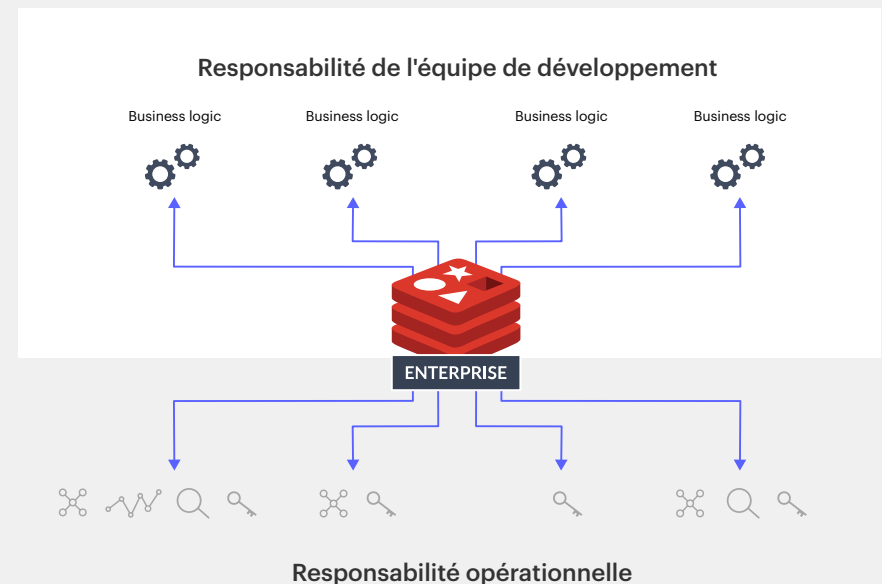 Responsabilité de l'équipe de développement
Business logic Business logic Business logic Business logic
ENTERPRISE
Responsabilité opérationnelle